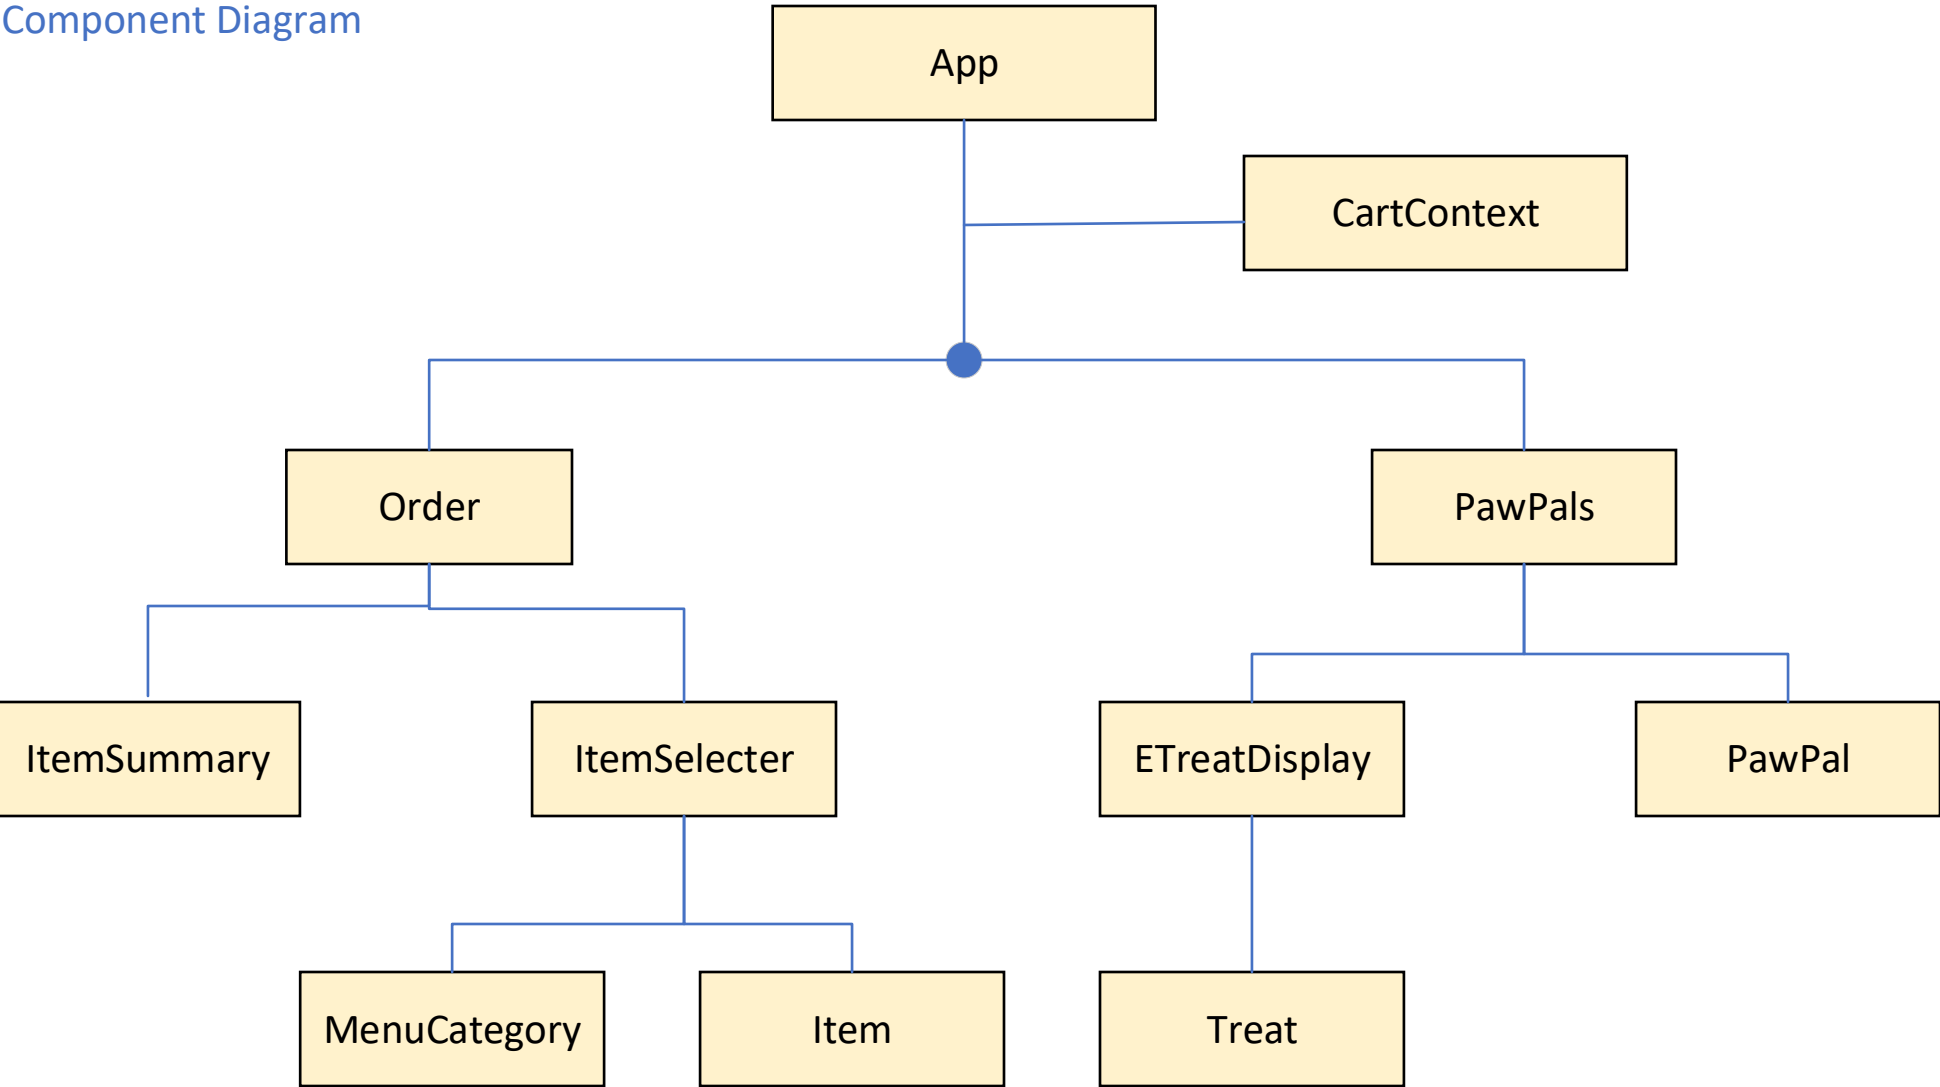 Component Diagram
App
CartContext
Order
PawPals
ItemSummary
ItemSelecter
ETreatDisplay
PawPal
MenuCategory
Item
Treat